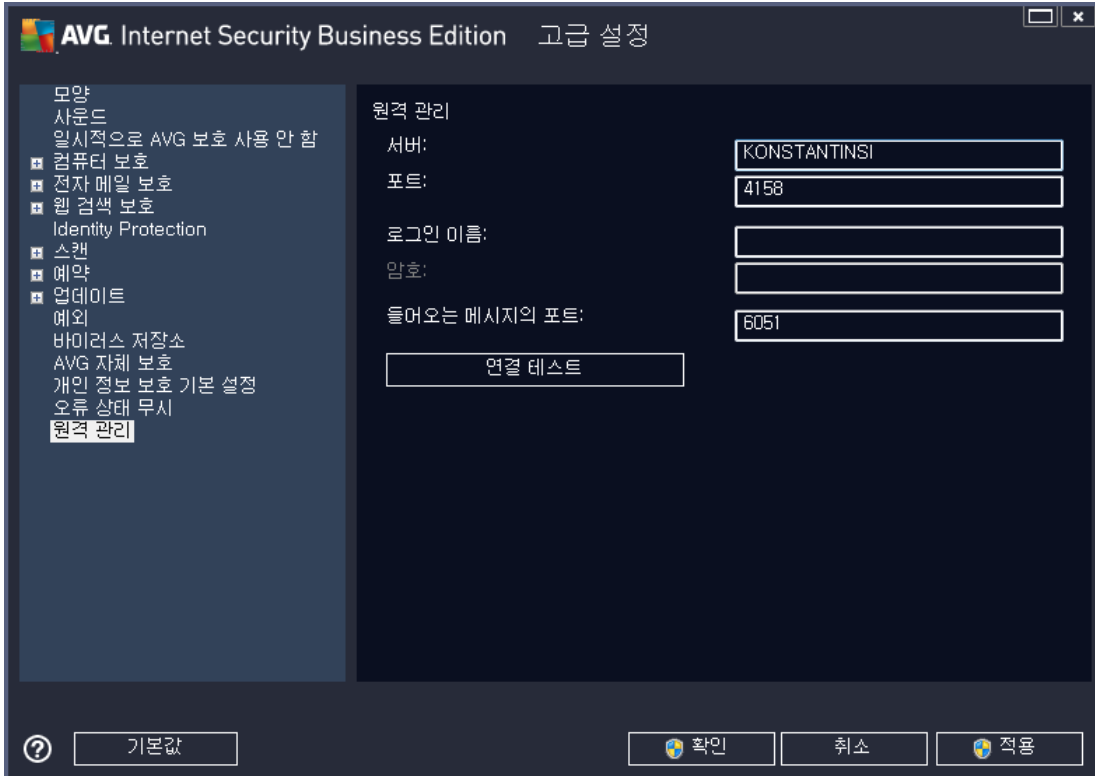 AVG. Internet Security Business Edition 고급 설정
모양
사운드
일시적으로 AVG 보호 사용 안 함
컴퓨터 보호
전자 메일 보호
웹 검색 보호
Identity Protection
스캔
예약
업데이트
예외
바이러스 저장소
AVG 자체 보호
개인 정보 보호 기본 설정
오류 상태 무시
원격 관리
원격 관리
서버:
KONSTANTINSI
포트:
4158
로그인 이름:
암호:
들어오는 메시지의 포트:
6051
연결 테스트
기본값
확인
취소
적용